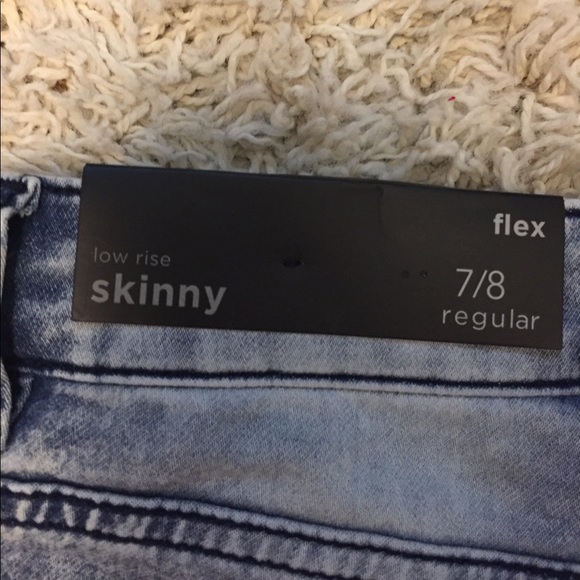 flex
low rise
skinny
7/8
regular